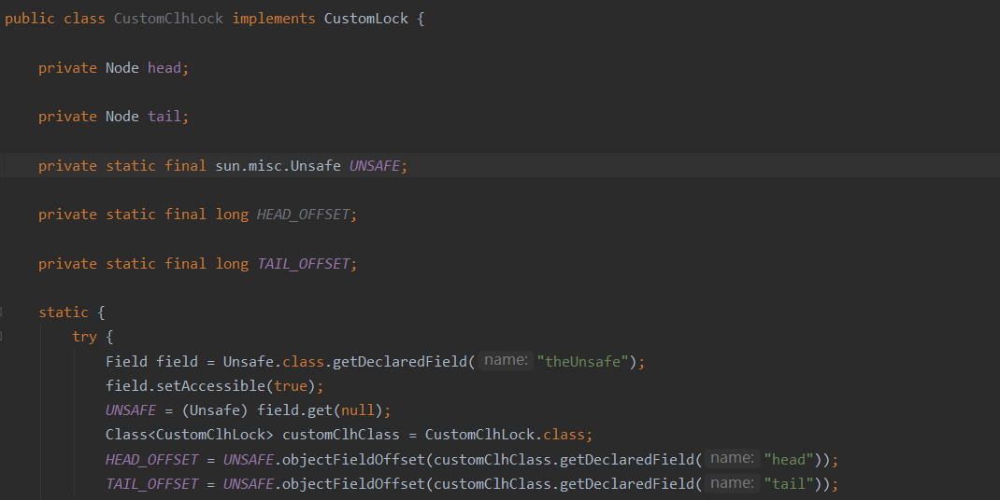 public class CustomClhLock implements CustomLock {
private Node head;
private Node tail;
private static final sun.misc.Unsafe UNSAFE;
private static final long HEAD_OFFSET;
private static final long TAIL_OFFSET;
static {
try {
Field field = Unsafe.class.getDeclaredField( name: "theUnsafe");
field.setAccessible(true);
UNSAFE = (Unsafe) field.get(null);
Class<CustomClhLock> customClhClass = CustomClhLock.class;
HEAD_OFFSET = UNSAFE.objectFieldOffset(customClhClass.getDeclaredField( name: "head"));
TAIL_OFFSET = UNSAFE.objectFieldOffset(customClhClass.getDeclaredField( name: "tail"));